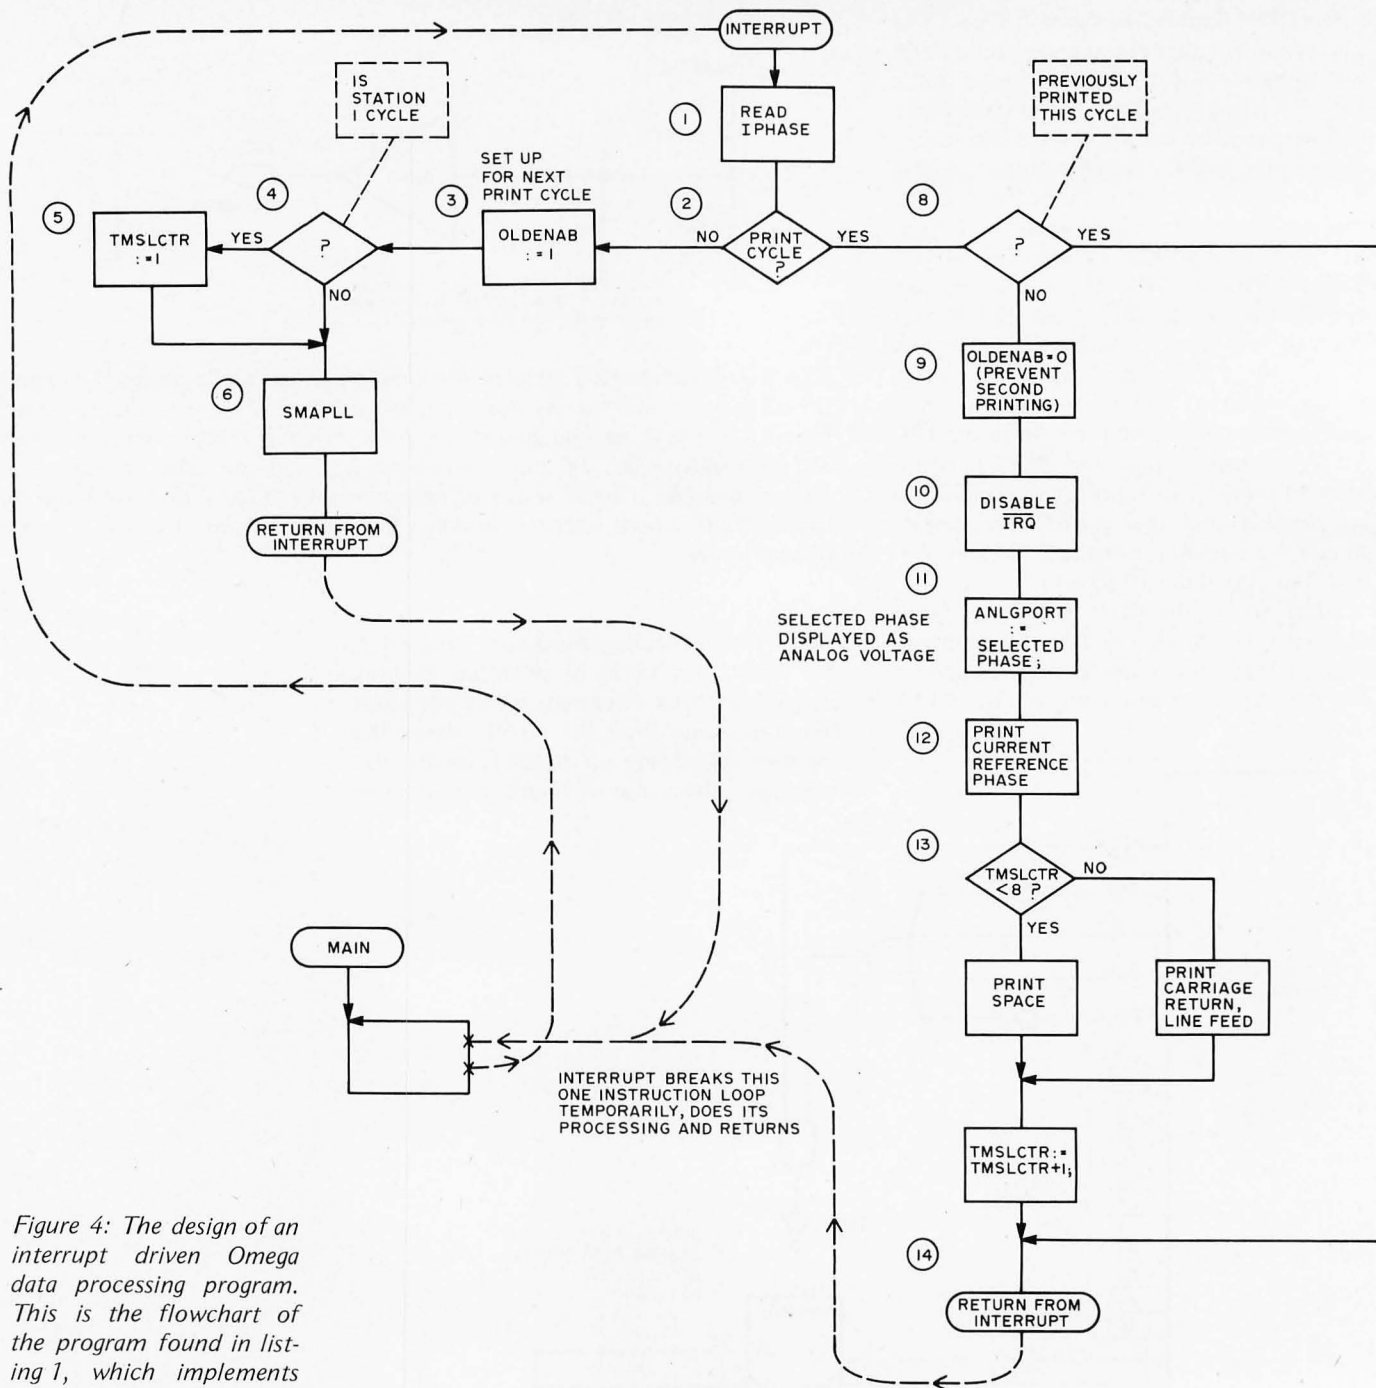 INTERRUPT
IS
STATION
1 CYCLE
PREVIOUSLY
PRINTED
THIS CYCLE
1
READ
IPHASE
SET UP
FOR NEXT
PRINT CYCLE
5
4
3
2
8
TMSLCTR
:=1
YES
?
NO
OLDENAB
:=1
NO
PRINT
CYCLE
?
YES
?
YES
NO
9
OLDENAB=0
(PREVENT
SECOND
PRINTING)
6
SMAPLL
10
DISABLE
IRQ
RETURN FROM
INTERRUPT
11
SELECTED PHASE
DISPLAYED AS
ANALOG VOLTAGE
ANLGPORT
:=
SELECTED
PHASE;
12
PRINT
CURRENT
REFERENCE
PHASE
13
TMSLCTR
<8 ?
NO
YES
MAIN
PRINT
SPACE
PRINT
CARRIAGE
RETURN,
LINE FEED
INTERRUPT BREAKS THIS
ONE INSTRUCTION LOOP
TEMPORARILY, DOES ITS
PROCESSING AND RETURNS
TMSLCTR:=
TMSLCTR+1;
14
RETURN FROM
INTERRUPT
Figure 4: The design of an
interrupt driven Omega
data processing program.
This is the flowchart of
the program found in list-
ing 1, which implements